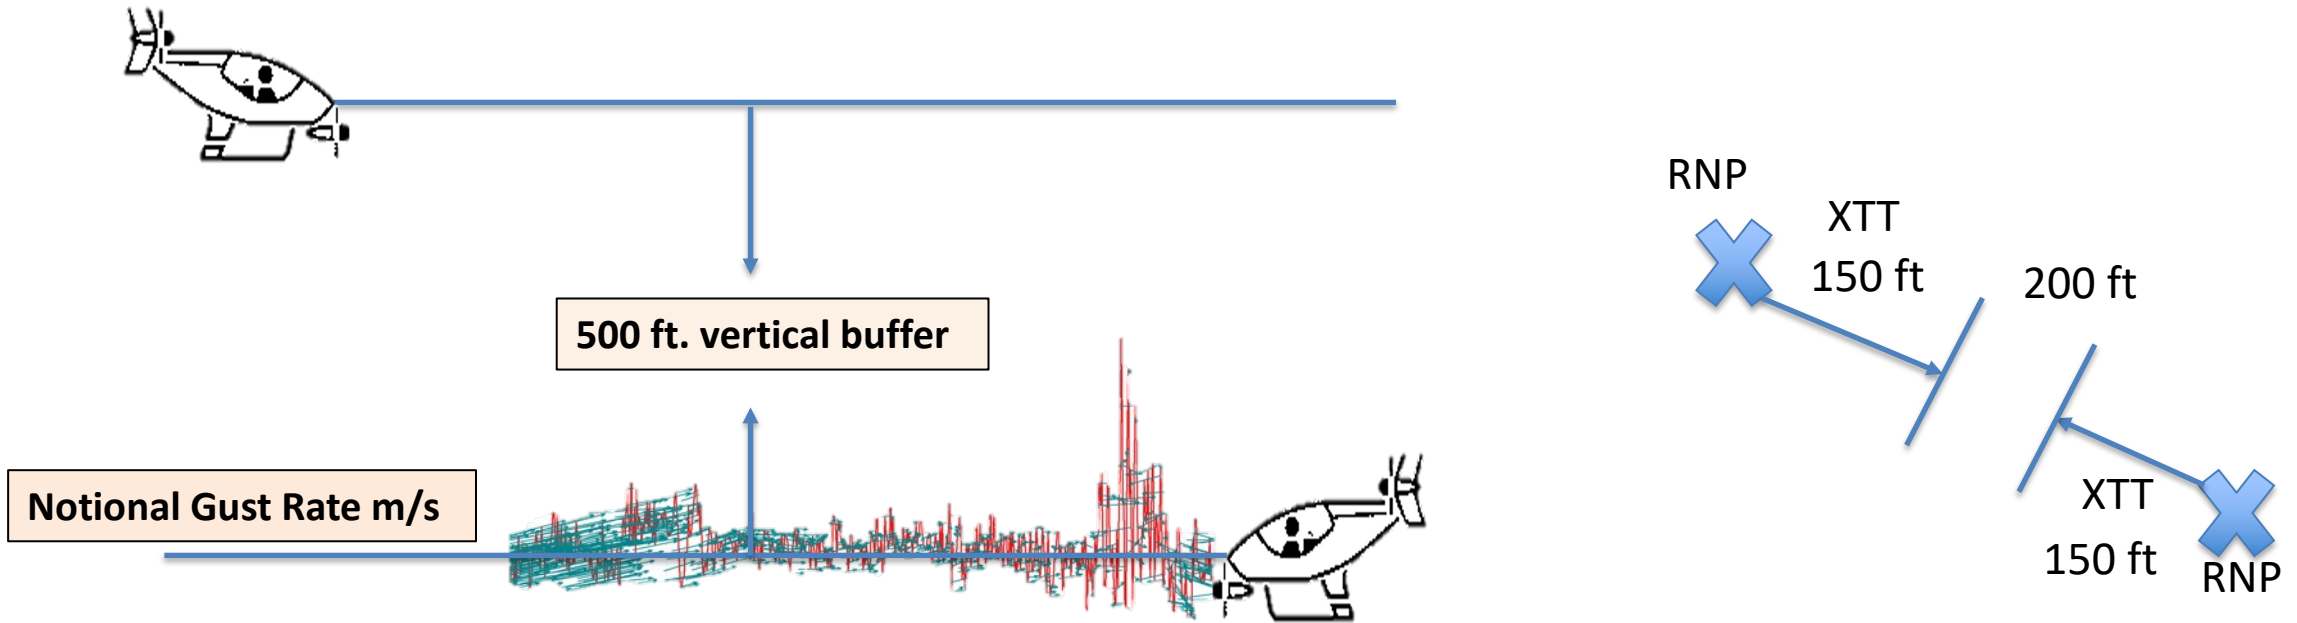 500 ft. vertical buffer
Notional Gust Rate m/s
RNP
XTT
150 ft
200 ft
XTT
150 ft
RNP